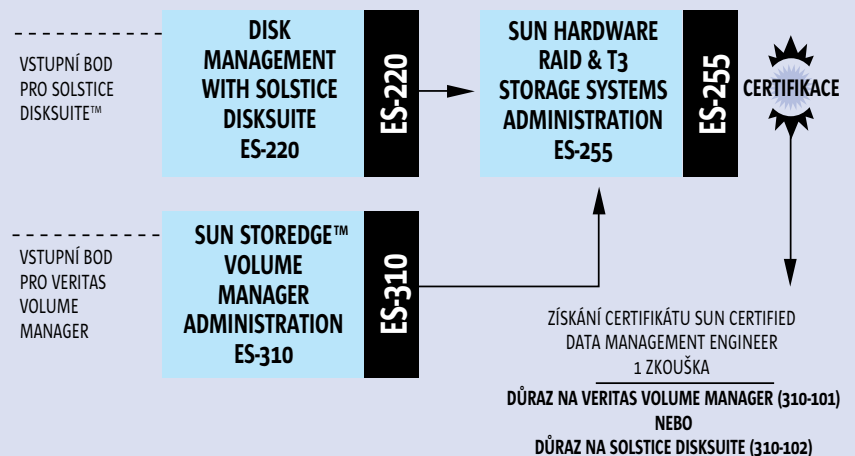 VSTUPNÍ BOD
PRO SOLSTICE
DISKSUITE™
DISK
MANAGEMENT
WITH SOLSTICE
DISKSUITE
ES-220
ES-220
SUN HARDWARE
RAID & T3
STORAGE SYSTEMS
ADMINISTRATION
ES-255
ES-255
CERTIFIKACE
VSTUPNÍ BOD
PRO VERITAS
VOLUME
MANAGER
SUN STOREDGE™
VOLUME
MANAGER
ADMINISTRATION
ES-310
ES-310
ZÍSKÁNÍ CERTIFIKÁTU SUN CERTIFIED
DATA MANAGEMENT ENGINEER
1 ZKOUŠKA
DŮRAZ NA VERITAS VOLUME MANAGER (310-101)
NEBO
DŮRAZ NA SOLSTICE DISKSUITE (310-102)